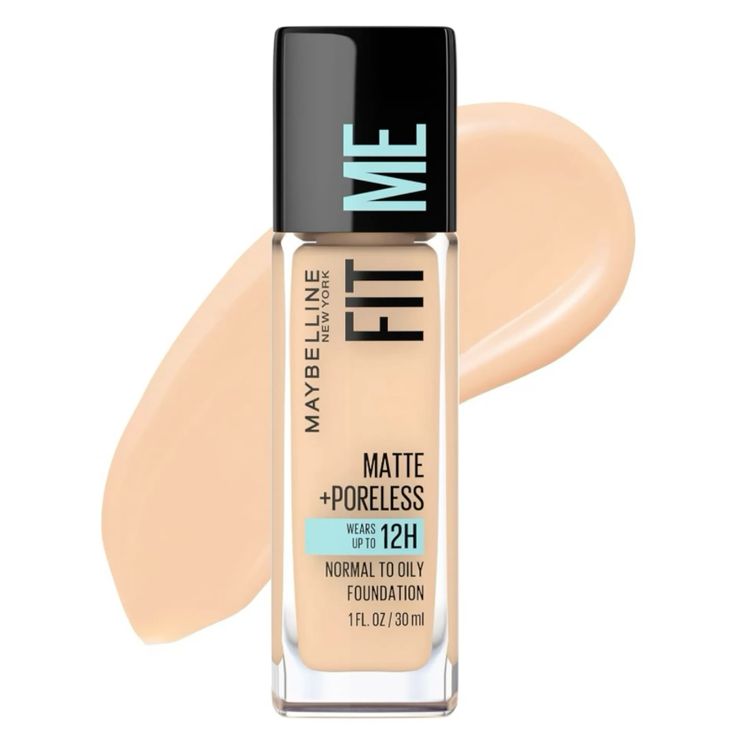 MAYBELLINE
NEW YORK
FIT ME
MATTE
+PORELESS
WEARS
UP TO 12H
NORMAL TO OILY
FOUNDATION
1 FL. OZ / 30 ml